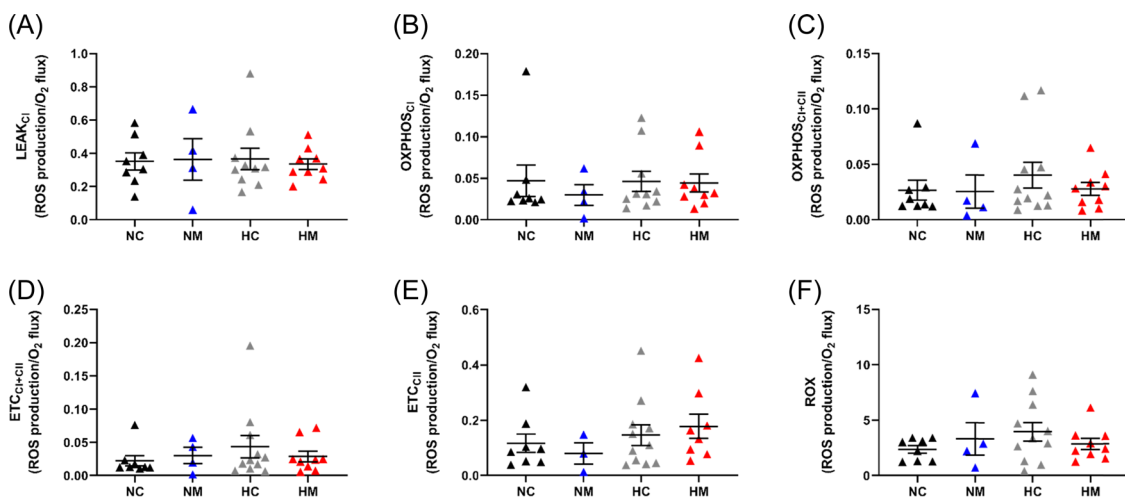 (A)
LEAK_CI
(ROS production/O₂ flux)
1.0
0.8
0.6
0.4
0.2
0.0
NC NM HC HM
(B)
OXPHOS_CI
(ROS production/O₂ flux)
0.20
0.15
0.10
0.05
0.00
NC NM HC HM
(C)
OXPHOS_CI+CII
(ROS production/O₂ flux)
0.15
0.10
0.05
0.00
NC NM HC HM
(D)
ETC_CI+CII
(ROS production/O₂ flux)
0.25
0.20
0.15
0.10
0.05
0.00
NC NM HC HM
(E)
ETC_CII
(ROS production/O₂ flux)
0.6
0.4
0.2
0.0
NC NM HC HM
(F)
ROX
(ROS production/O₂ flux)
15
10
5
0
NC NM HC HM